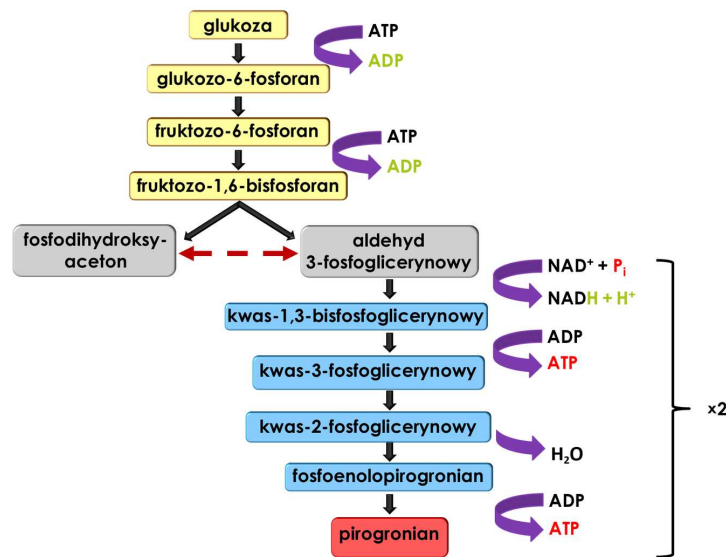 glukoza
ATP
ADP
glukozo-6-fosforan
fruktozo-6-fosforan
ATP
ADP
fruktozo-1,6-bisfosforan
fosfodihydroksy-
aceton
aldehyd
3-fosfoglicerynowy
NAD⁺ + Pᵢ
NADH + H⁺
kwas-1,3-bisfosfoglicerynowy
ADP
ATP
kwas-3-fosfoglicerynowy
×2
kwas-2-fosfoglicerynowy
H₂O
fosfoenolopirogronian
ADP
ATP
pirogronian